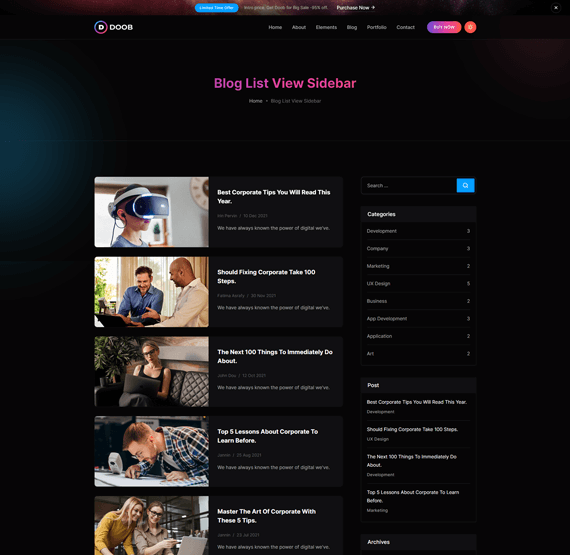 Limited Time Offer
Intro price. Get Doob for Big Sale -95% off.
Purchase Now →
DOOB
Home
About
Elements
Blog
Portfolio
Contact
BUY NOW
Blog List View Sidebar
Home • Blog List View Sidebar
Best Corporate Tips You Will Read This
Year.
/ 10 Dec 2021
We have always known the power of digital we've.
Should Fixing Corporate Take 100
Steps.
Fatima Asrafy / 20 Nov 2021
We have always known the power of digital we've.
The Next 100 Things To Immediately Do
About.
John Dou / 12 Oct 2021
We have always known the power of digital we've.
Top 5 Lessons About Corporate To
Learn Before.
/ 21 Aug 2021
We have always known the power of digital we've.
Master The Art Of Corporate With
These 5 Tips.
/ 23 Jul 2021
We have always known the power of digital we've.
Search ...
Categories
Development 3
Company 3
Marketing 2
UX Design 5
Business 2
App Development 3
Application 2
Art 2
Post
Best Corporate Tips You Will Read This Year.
Development
Should Fixing Corporate Take 100 Steps.
UX Design
The Next 100 Things To Immediately Do
About.
Development
Top 5 Lessons About Corporate To Learn
Before.
Marketing
Archives